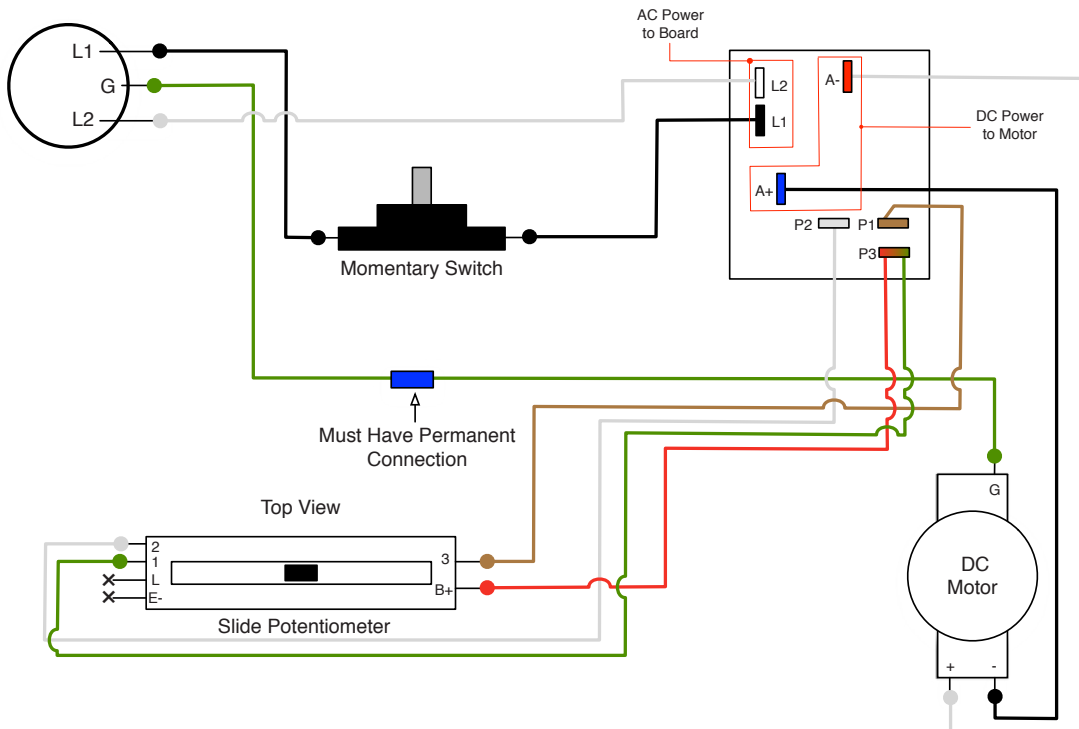 AC Power
to Board
L1
G
L2
L2
L1
A-
DC Power
to Motor
A+
P2
P1
P3
Momentary Switch
Must Have Permanent
Connection
Top View
2
1
L
E-
3
B+
Slide Potentiometer
G
DC
Motor
+
-